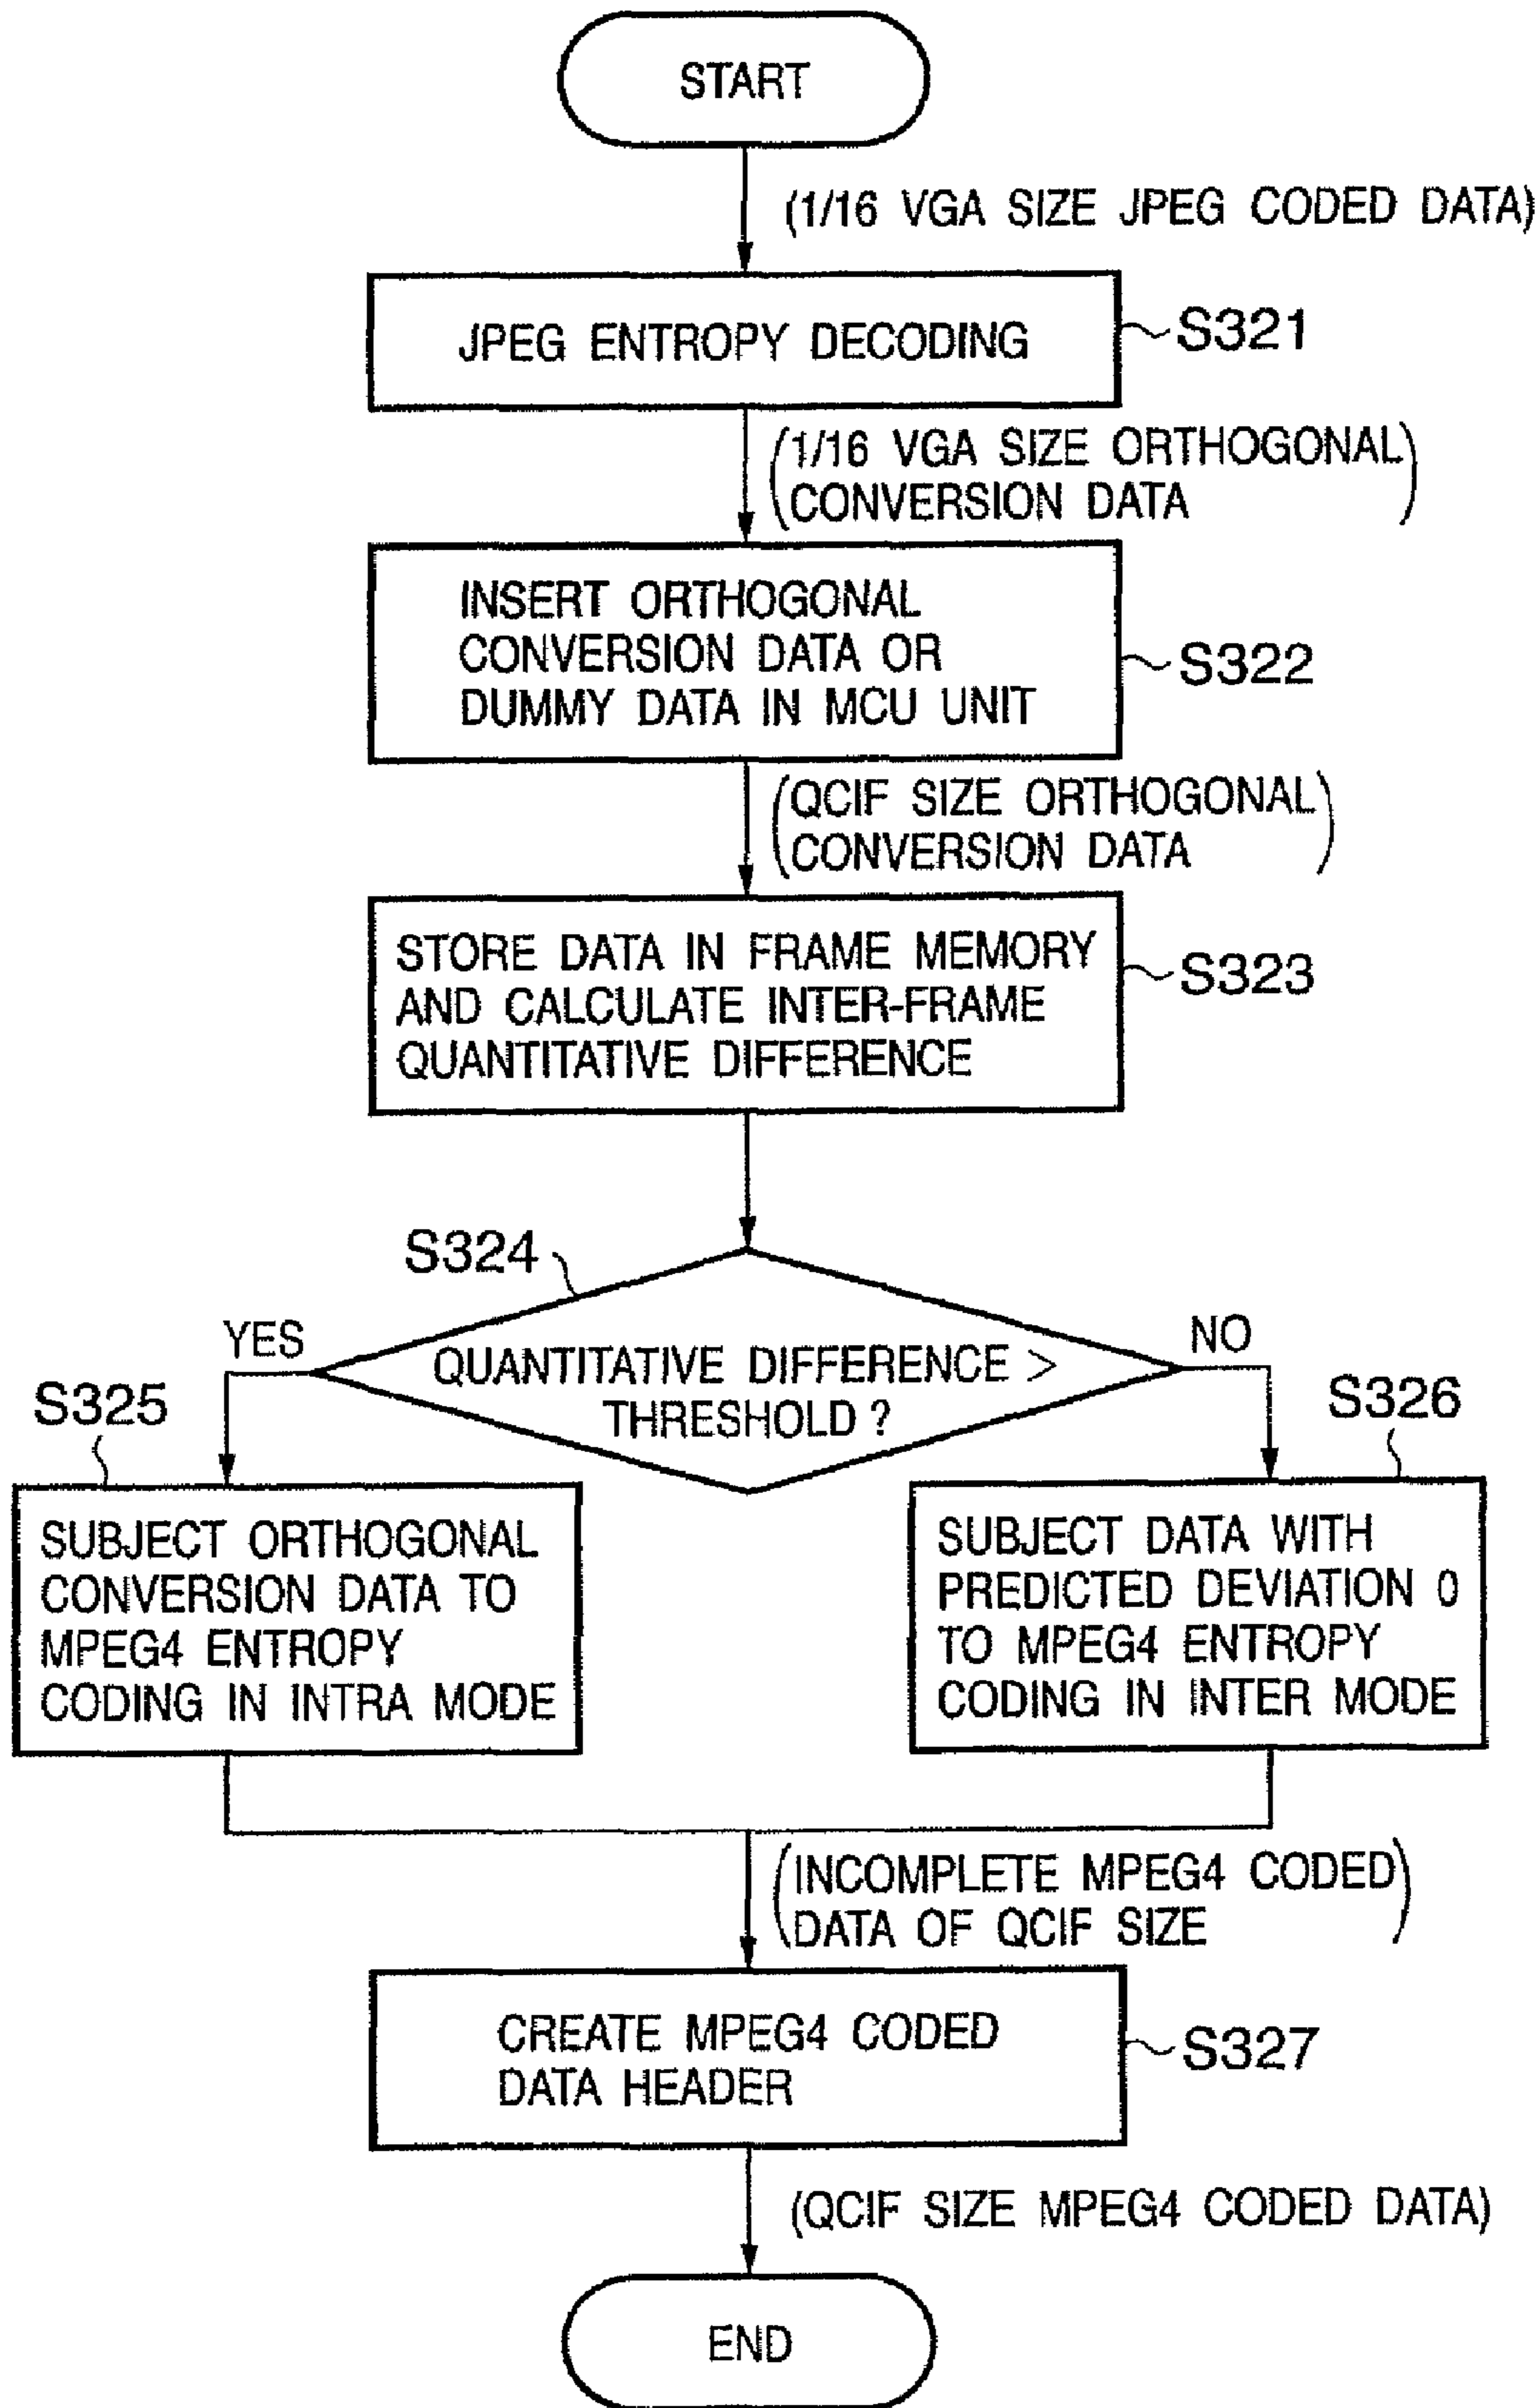 START
(1/16 VGA SIZE JPEG CODED DATA)
JPEG ENTROPY DECODING
S321
(1/16 VGA SIZE ORTHOGONAL
CONVERSION DATA)
INSERT ORTHOGONAL
CONVERSION DATA OR
DUMMY DATA IN MCU UNIT
S322
(QCIF SIZE ORTHOGONAL
CONVERSION DATA)
STORE DATA IN FRAME MEMORY
AND CALCULATE INTER-FRAME
QUANTITATIVE DIFFERENCE
S323
S324
YES
NO
QUANTITATIVE DIFFERENCE >
THRESHOLD ?
S325
SUBJECT ORTHOGONAL
CONVERSION DATA TO
MPEG4 ENTROPY
CODING IN INTRA MODE
S326
SUBJECT DATA WITH
PREDICTED DEVIATION 0
TO MPEG4 ENTROPY
CODING IN INTER MODE
(INCOMPLETE MPEG4 CODED
DATA OF QCIF SIZE)
CREATE MPEG4 CODED
DATA HEADER
S327
(QCIF SIZE MPEG4 CODED DATA)
END